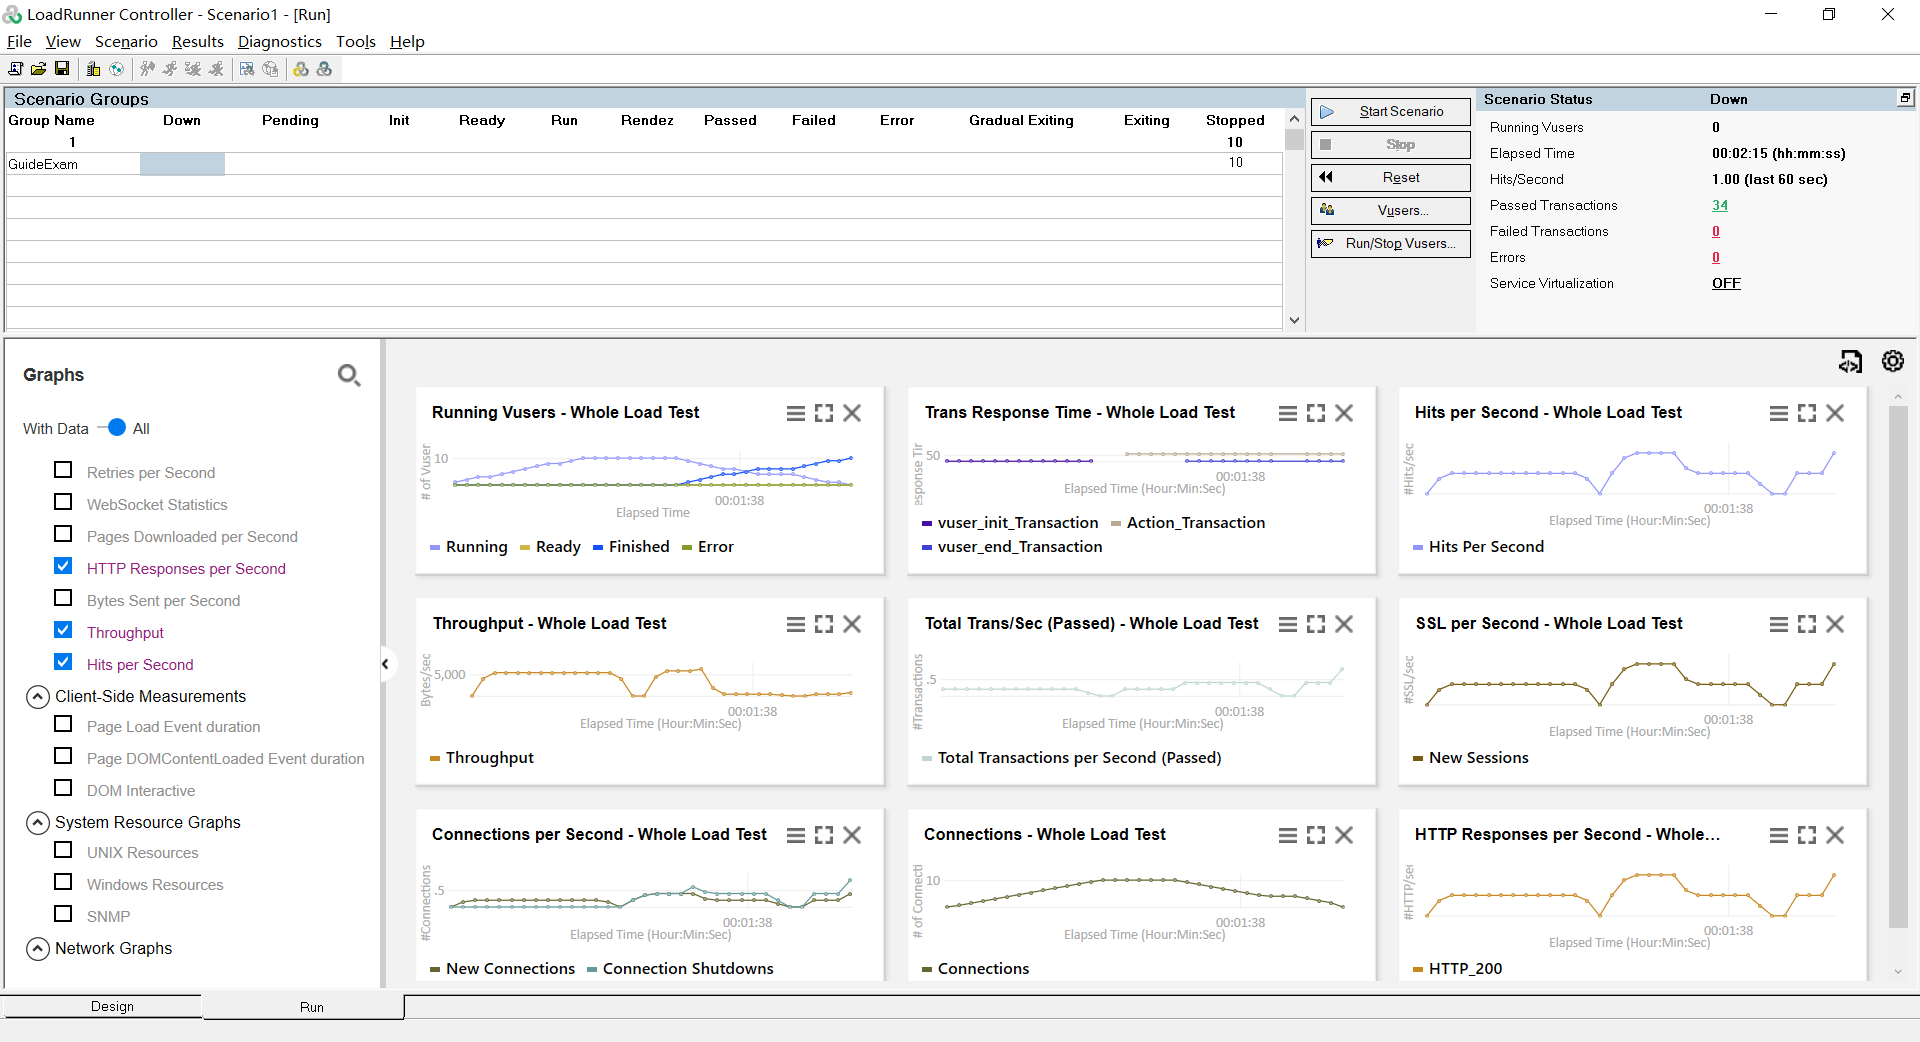 LoadRunner Controller - Scenario1 - [Run]
File View Scenario Results Diagnostics Tools Help
Scenario Groups
Group Name Down Pending Init Ready Run Rendez Passed Failed Error Gradual Exiting Exiting Stopped
1 10
GuideExam 10
Start Scenario
Stop
Reset
Vusers...
Run/Stop Vusers...
Scenario Status Down
Running Vusers 0
Elapsed Time 00:02:15 (hh:mm:ss)
Hits/Second 1.00 (last 60 sec)
Passed Transactions 34
Failed Transactions 0
Errors 0
Service Virtualization OFF
Graphs
With Data All
Retries per Second
WebSocket Statistics
Pages Downloaded per Second
HTTP Responses per Second
Bytes Sent per Second
Throughput
Hits per Second
Client-Side Measurements
Page Load Event duration
Page DOMContentLoaded Event duration
DOM Interactive
System Resource Graphs
UNIX Resources
Windows Resources
SNMP
Network Graphs
Running Vusers - Whole Load Test
# of Vuser
10
00:01:38
Elapsed Time
Running Ready Finished Error
Trans Response Time - Whole Load Test
esponse Tir
50
00:01:38
Elapsed Time (Hour:Min:Sec)
vuser_init_Transaction Action_Transaction
vuser_end_Transaction
Hits per Second - Whole Load Test
#Hits/sec
00:01:38
Elapsed Time (Hour:Min:Sec)
Hits Per Second
Throughput - Whole Load Test
Bytes/sec
5,000
00:01:38
Elapsed Time (Hour:Min:Sec)
Throughput
Total Trans/Sec (Passed) - Whole Load Test
#Transactions
.5
00:01:38
Elapsed Time (Hour:Min:Sec)
Total Transactions per Second (Passed)
SSL per Second - Whole Load Test
#SSL/sec
00:01:38
Elapsed Time (Hour:Min:Sec)
New Sessions
Connections per Second - Whole Load Test
#Connections
.5
00:01:38
Elapsed Time (Hour:Min:Sec)
New Connections Connection Shutdowns
Connections - Whole Load Test
# of Connecti
10
00:01:38
Elapsed Time (Hour:Min:Sec)
Connections
HTTP Responses per Second - Whole...
#HTTP/sec
00:01:38
Elapsed Time (Hour:Min:Sec)
HTTP_200
Design Run